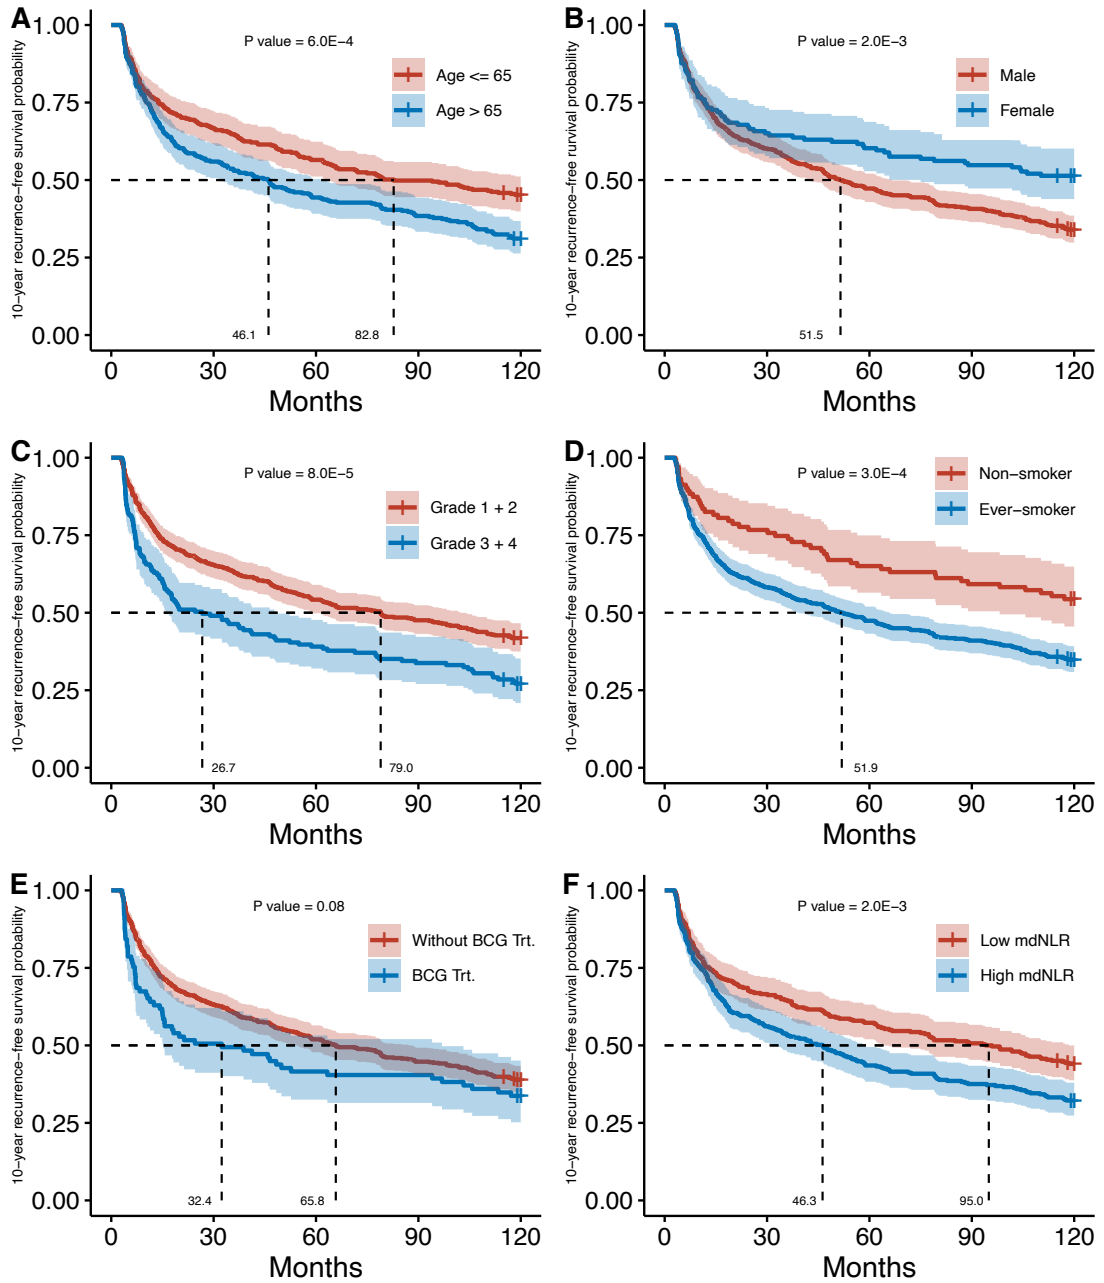 A
10−year recurrence−free survival probability
1.00
0.75
0.50
0.25
0.00
P value = 6.0E−4
Age <= 65
Age > 65
46.1
82.8
0
30
60
90
120
Months
B
10−year recurrence−free runvival probability
1.00
0.75
0.50
0.25
0.00
P value = 2.0E−3
Male
Female
51.5
0
30
60
90
120
Months
C
10−year recurrence−free survival probability
1.00
0.75
0.50
0.25
0.00
P value = 8.0E−5
Grade 1 + 2
Grade 3 + 4
26.7
79.0
0
30
60
90
120
Months
D
10−year recurrence−free survival probability
1.00
0.75
0.50
0.25
0.00
P value = 3.0E−4
Non−smoker
Ever−smoker
51.9
0
30
60
90
120
Months
E
10−year recurrence−free survival probability
1.00
0.75
0.50
0.25
0.00
P value = 0.08
Without BCG Trt.
BCG Trt.
32.4
65.8
0
30
60
90
120
Months
F
10−year recurrence−free survival probability
1.00
0.75
0.50
0.25
0.00
P value = 2.0E−3
Low mdNLR
High mdNLR
46.3
95.0
0
30
60
90
120
Months